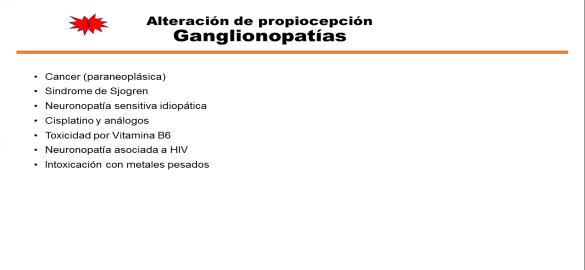 Alteración de propiocepción
Ganglionopatías
• Cancer (paraneoplásica)
• Sindrome de Sjogren
• Neuronopatía sensitiva idiopática
• Cisplatino y análogos
• Toxicidad por Vitamina B6
• Neuronopatía asociada a HIV
• Intoxicación con metales pesados